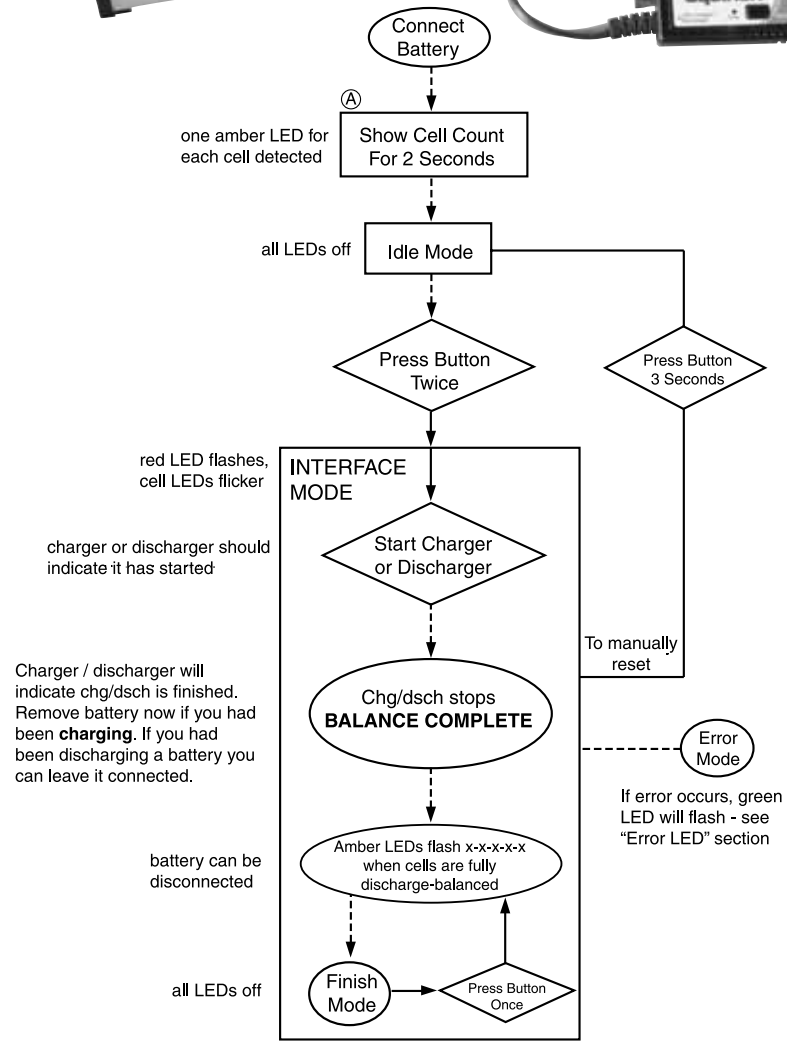 Connect
Battery
A
one amber LED for
each cell detected
Show Cell Count
For 2 Seconds
all LEDs off
Idle Mode
Press Button
Twice
Press Button
3 Seconds
red LED flashes,
cell LEDs flicker
INTERFACE
MODE
charger or discharger should
indicate it has started
Start Charger
or Discharger
To manually
reset
Charger / discharger will
indicate chg/dsch is finished.
Remove battery now if you had
been charging. If you had
been discharging a battery you
can leave it connected.
Chg/dsch stops
BALANCE COMPLETE
Error
Mode
If error occurs, green
LED will flash - see
“Error LED” section
battery can be
disconnected
Amber LEDs flash x-x-x-x-x
when cells are fully
discharge-balanced
all LEDs off
Finish
Mode
Press Button
Once